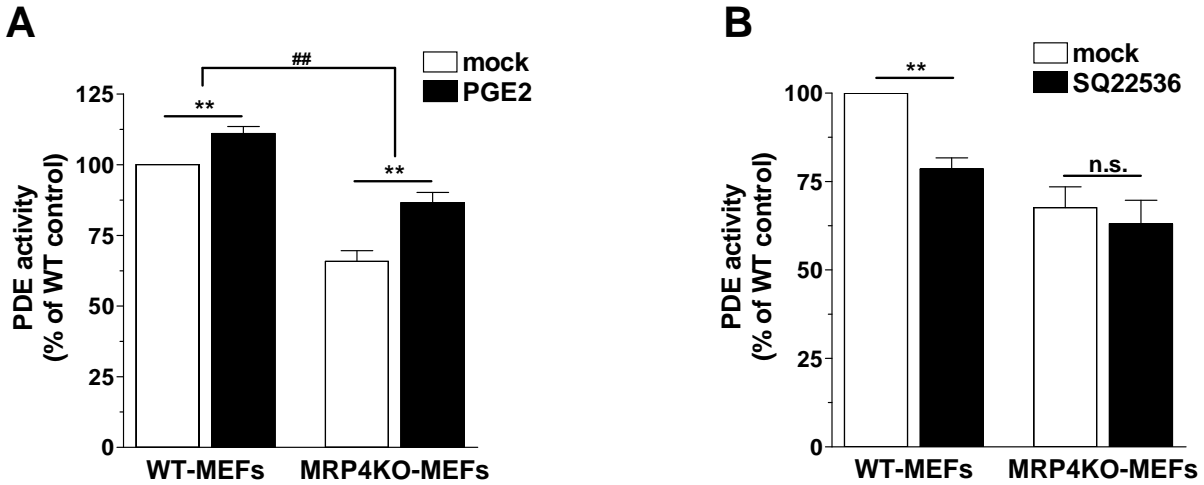 A
##
mock
PGE2
125
100
75
50
25
0
PDE activity
(% of WT control)
**
**
WT-MEFs
MRP4KO-MEFs
B
mock
SQ22536
100
75
50
25
0
PDE activity
(% of WT control)
**
n.s.
WT-MEFs
MRP4KO-MEFs